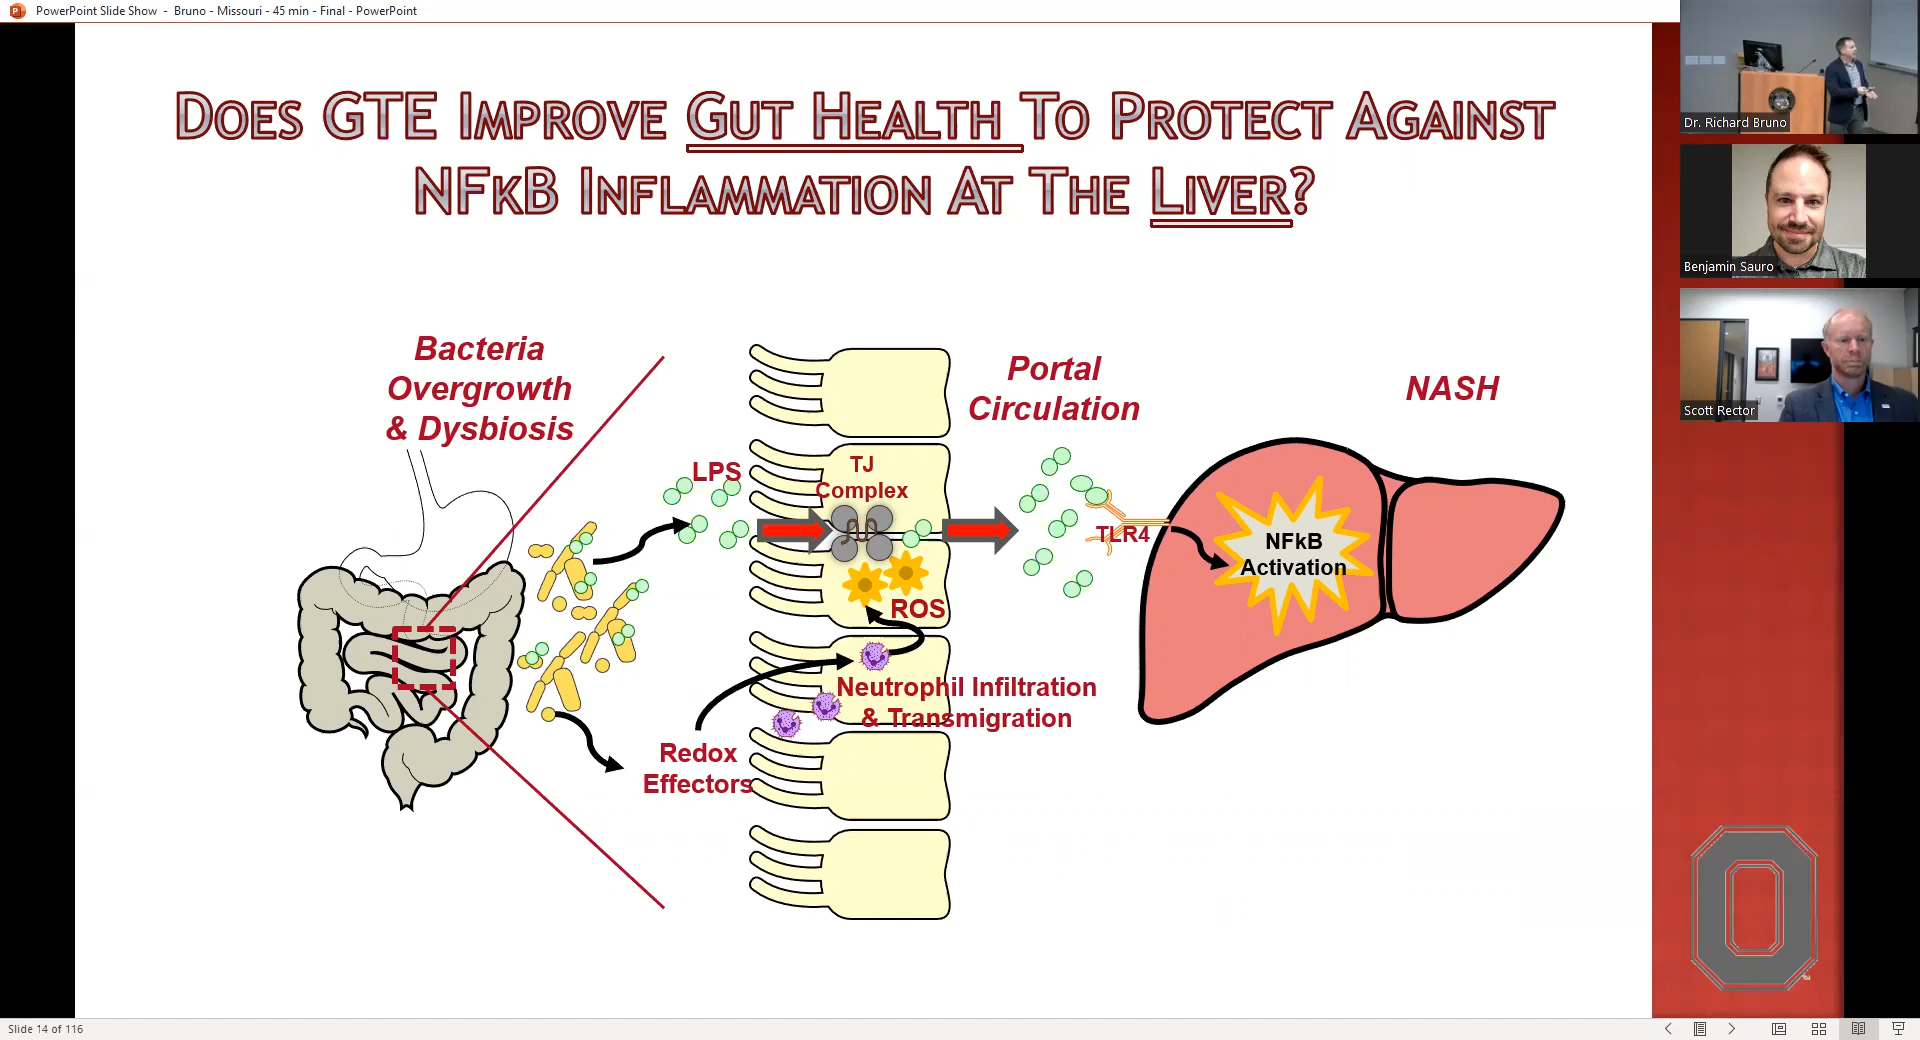 PowerPoint Slide Show - Bruno - Missouri - 45 min - Final - PowerPoint
DOES GTE IMPROVE GUT HEALTH TO PROTECT AGAINST
NFKB INFLAMMATION AT THE LIVER?
Bacteria
Overgrowth
& Dysbiosis
LPS
TJ
Complex
ROS
Neutrophil Infiltration
& Transmigration
Redox
Effectors
Portal
Circulation
TLR4
NASH
NFkB
Activation
Dr. Richard Bruno
Benjamin Sauro
Scott Rector
O
Slide 14 of 116